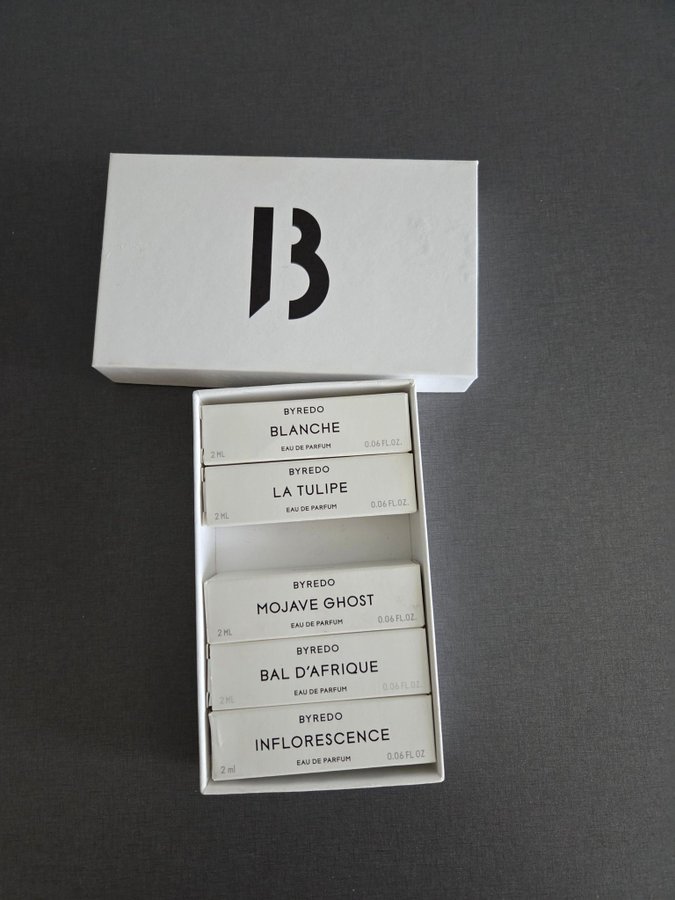 B
BYREDO
BLANCHE
EAU DE PARFUM
2 ML 0.06 FL.OZ.
BYREDO
LA TULIPE
EAU DE PARFUM
2 ML 0.06 FL.OZ.
BYREDO
MOJAVE GHOST
EAU DE PARFUM
2 ML 0.06 FL.OZ.
BYREDO
BAL D'AFRIQUE
EAU DE PARFUM
2 ML 0.06 FL.OZ.
BYREDO
INFLORESCENCE
EAU DE PARFUM
2 ml 0.06 FL OZ